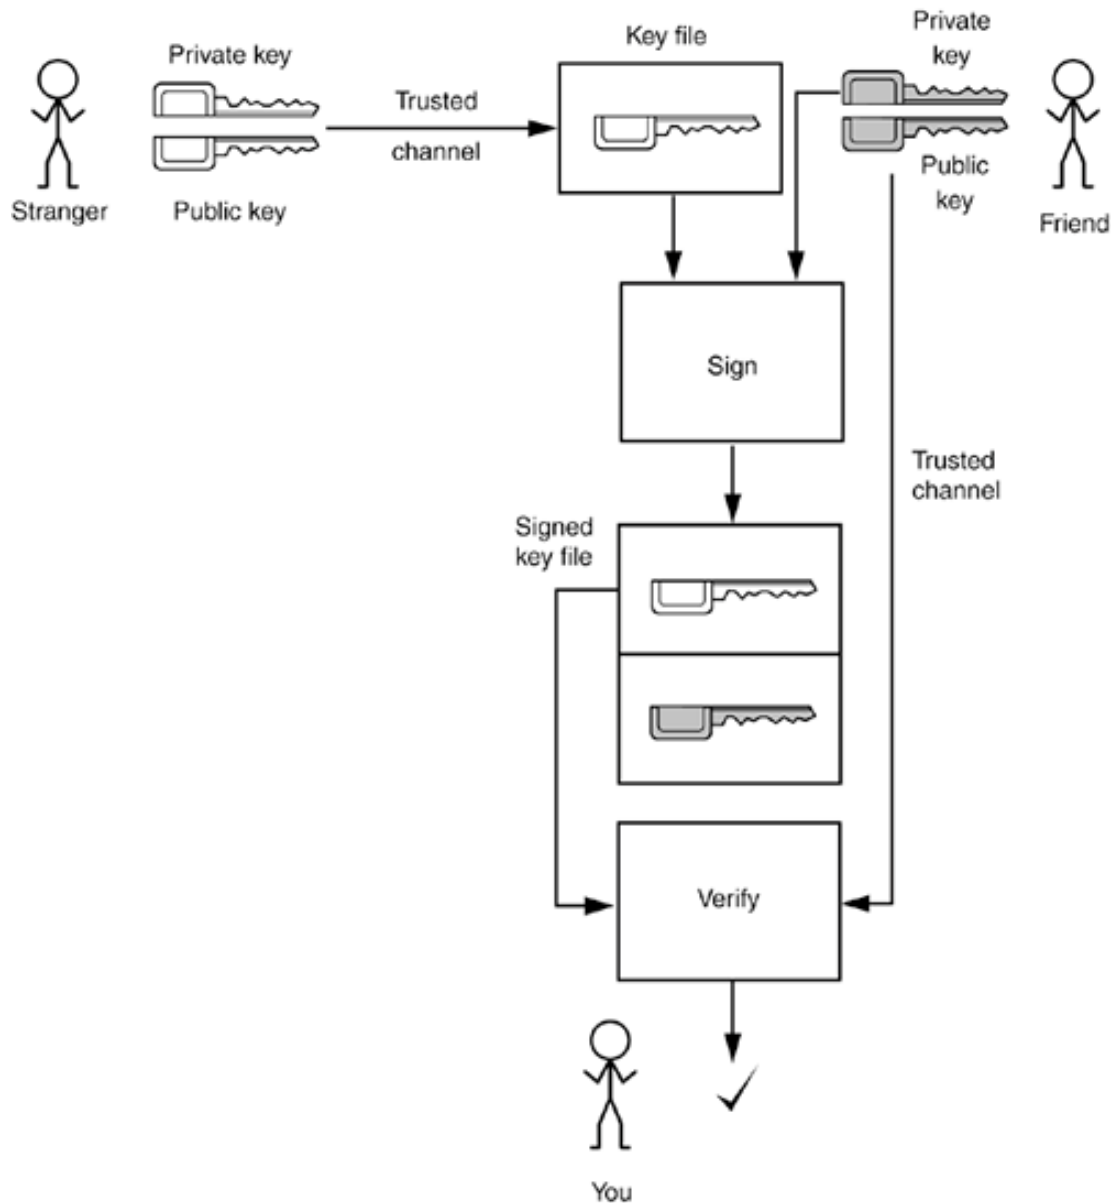 Key file
Private
key
Private key
Trusted
channel
Public
key
Stranger
Public key
Friend
Sign
Trusted
channel
Signed
key file
Verify
You